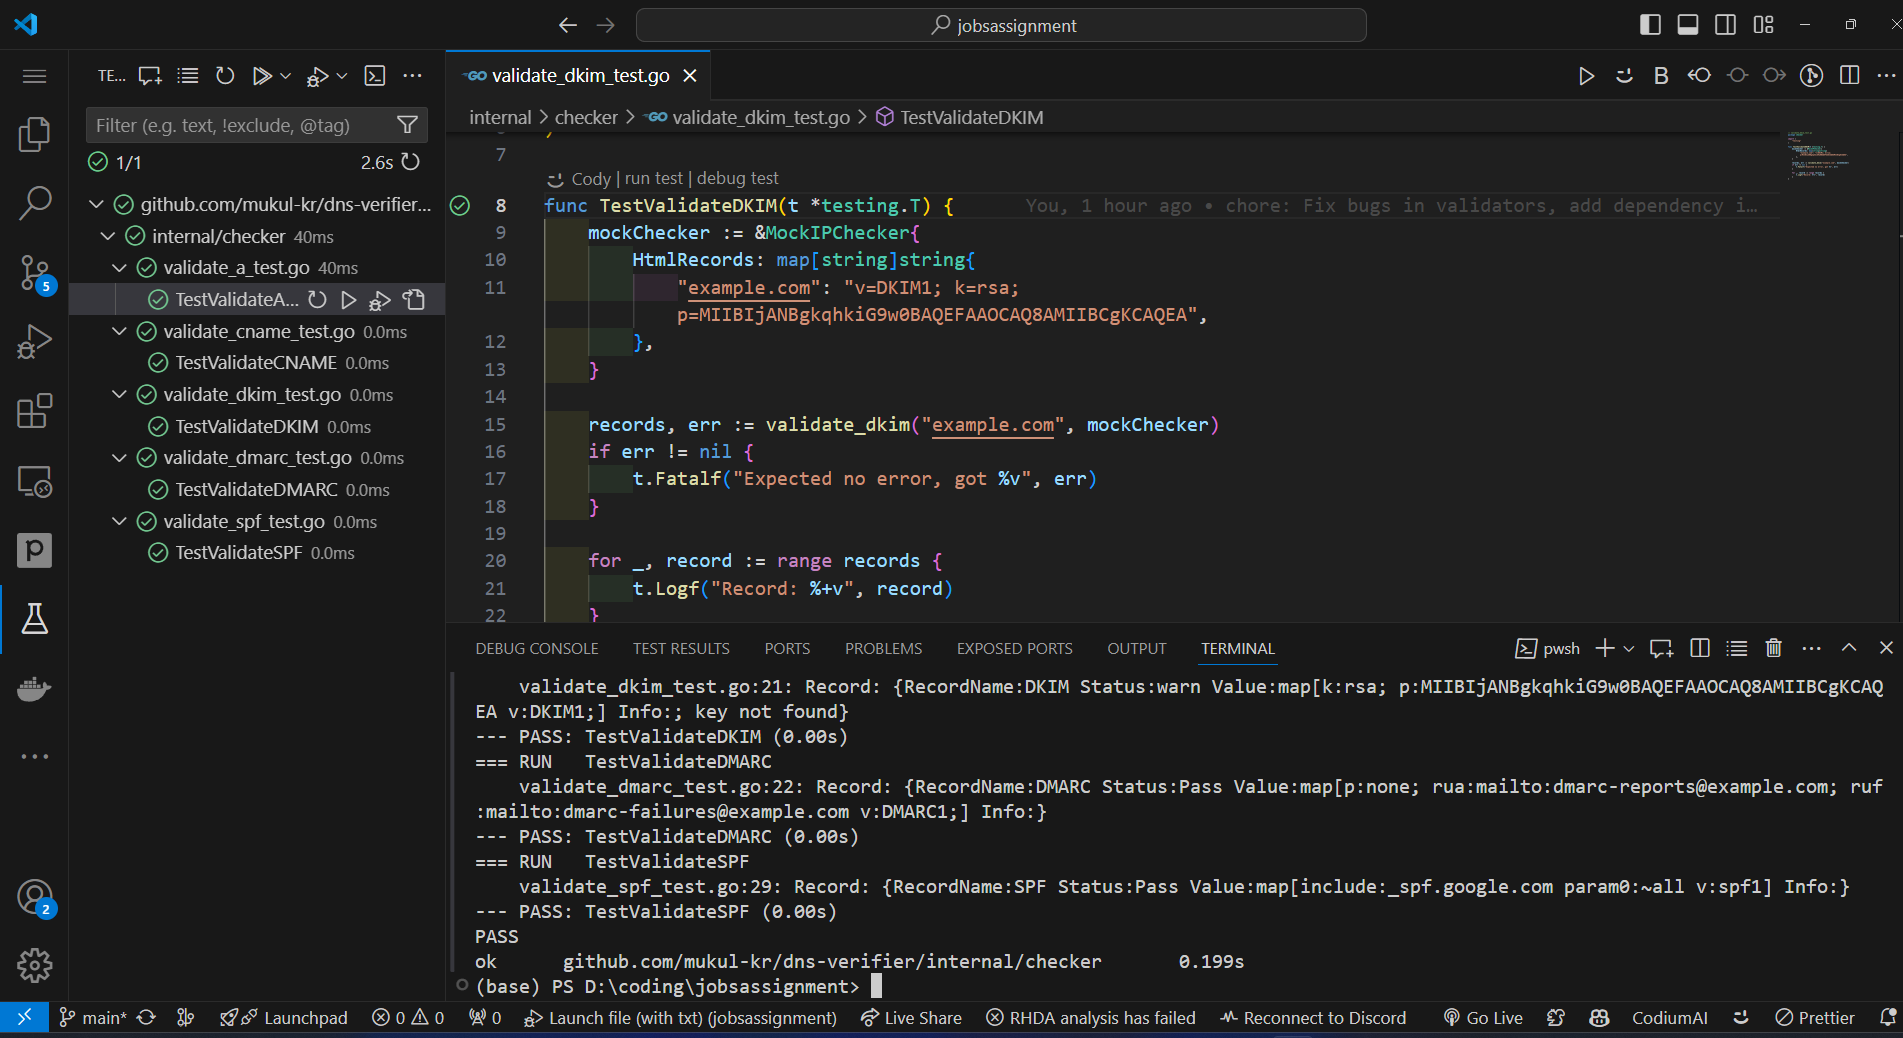 jobsassignment
TE...
validate_dkim_test.go
Filter (e.g. text, !exclude, @tag)
1/1
2.6s
github.com/mukul-kr/dns-verifier...
internal/checker 40ms
validate_a_test.go 40ms
TestValidateA...
validate_cname_test.go 0.0ms
TestValidateCNAME 0.0ms
validate_dkim_test.go 0.0ms
TestValidateDKIM 0.0ms
validate_dmarc_test.go 0.0ms
TestValidateDMARC 0.0ms
validate_spf_test.go 0.0ms
TestValidateSPF 0.0ms
5
2
internal > checker > validate_dkim_test.go > TestValidateDKIM
7
Cody | run test | debug test
8 func TestValidateDKIM(t *testing.T) { You, 1 hour ago • chore: Fix bugs in validators, add dependency i...
9 mockChecker := &MockIPChecker{
10 HtmlRecords: map[string]string{
11 "example.com": "v=DKIM1; k=rsa;
p=MIIBIjANBgkqhkiG9w0BAQEFAAOCAQ8AMIIBCgKCAQEA",
12 },
13 }
14
15 records, err := validate_dkim("example.com", mockChecker)
16 if err != nil {
17 t.Fatalf("Expected no error, got %v", err)
18 }
19
20 for _, record := range records {
21 t.Logf("Record: %+v", record)
22 }
DEBUG CONSOLE TEST RESULTS PORTS PROBLEMS EXPOSED PORTS OUTPUT TERMINAL
pwsh
validate_dkim_test.go:21: Record: {RecordName:DKIM Status:warn Value:map[k:rsa; p:MIIBIjANBgkqhkiG9w0BAQEFAAOCAQ8AMIIBCgKCAQ
EA v:DKIM1;] Info:; key not found}
--- PASS: TestValidateDKIM (0.00s)
=== RUN TestValidateDMARC
validate_dmarc_test.go:22: Record: {RecordName:DMARC Status:Pass Value:map[p:none; rua:mailto:dmarc-reports@example.com; ruf
:mailto:dmarc-failures@example.com v:DMARC1;] Info:}
--- PASS: TestValidateDMARC (0.00s)
=== RUN TestValidateSPF
validate_spf_test.go:29: Record: {RecordName:SPF Status:Pass Value:map[include:_spf.google.com param0:~all v:spf1] Info:}
--- PASS: TestValidateSPF (0.00s)
PASS
ok github.com/mukul-kr/dns-verifier/internal/checker 0.199s
(base) PS D:\coding\jobsassignment>
main* Launchpad 0 0 0 Launch file (with txt) (jobsassignment) Live Share RHDA analysis has failed Reconnect to Discord Go Live CodiumAI Prettier